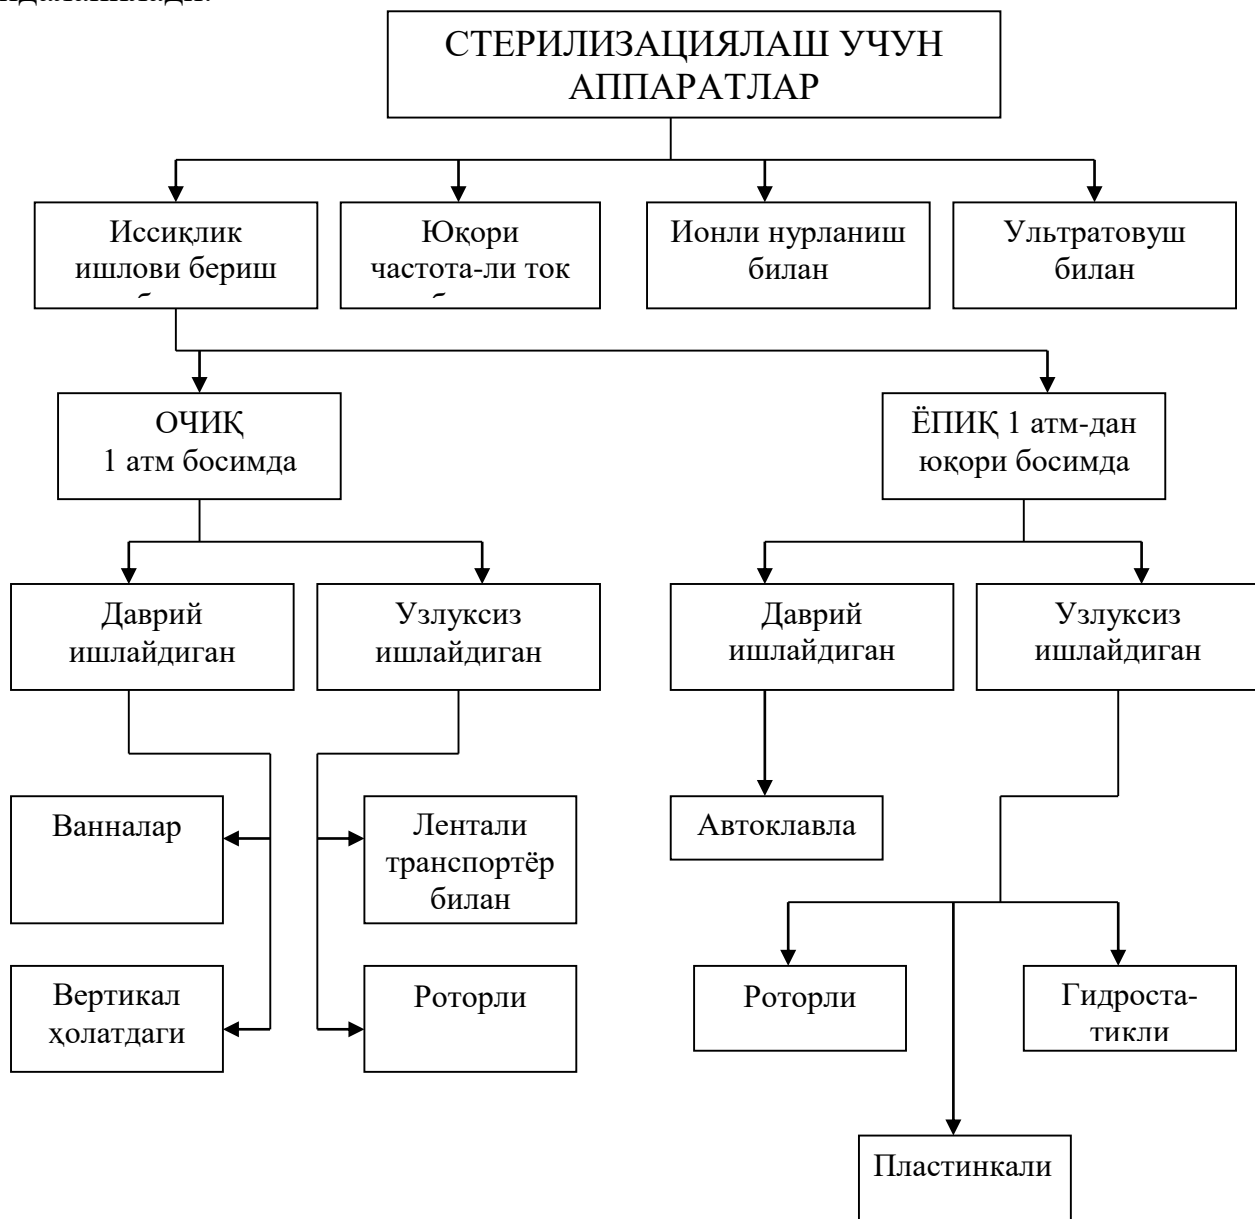 СТЕРИЛИЗАЦИЯЛАШ УЧУН
АППАРАТЛАР
Иссиқлик
ишлови бериш
Юқори
частота-ли ток
Ионли нурланиш
билан
Ультратовуш
билан
ОЧИҚ
1 атм босимда
ЁПИҚ 1 атм-дан
юқори босимда
Даврий
ишлайдиган
Узлуксиз
ишлайдиган
Даврий
ишлайдиган
Узлуксиз
ишлайдиган
Ванналар
Лентали
транспортёр
билан
Автоклавла
Вертикал
ҳолатдаги
Роторли
Роторли
Гидроста-
тикли
Пластинкали